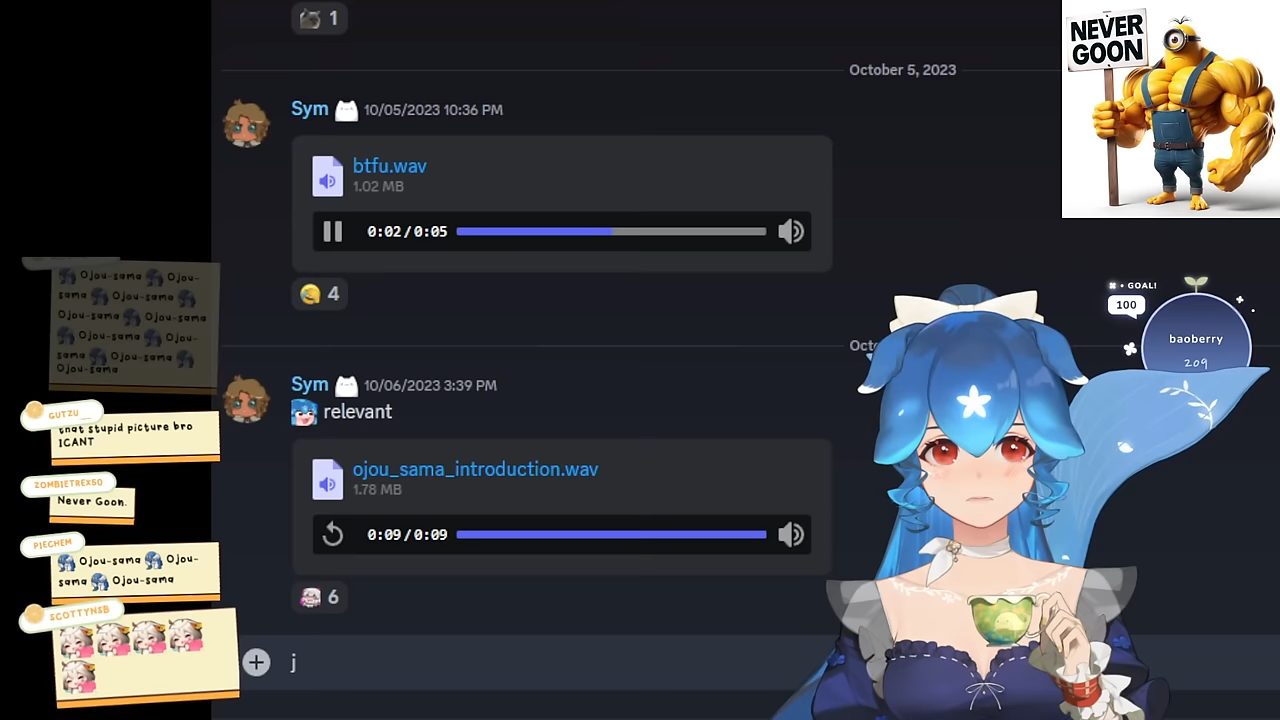 1
October 5, 2023
NEVER
GOON
Sym 10/05/2023 10:36 PM
btfu.wav
1.02 MB
0:02/0:05
4
Sym 10/06/2023 3:39 PM
relevant
ojou_sama_introduction.wav
1.78 MB
0:09/0:09
6
j
Ojou-sama Ojou-
sama Ojou-sama
Ojou-sama Ojou-sama
Ojou-sama Ojou-
sama Ojou-sama
Ojou-sama
GUTZU__
that stupid picture bro
ICANT
ZOMBIETREX50
Never Goon.
PIECHEM
Ojou-sama Ojou-
sama Ojou-sama
SCOTTYNSB
GOAL!
100
baoberry
209